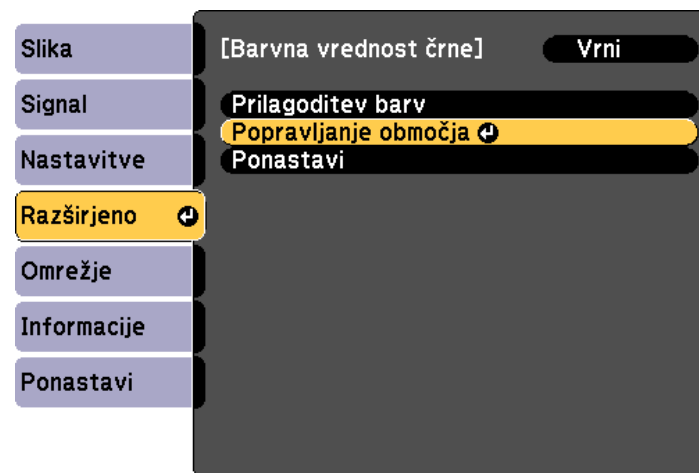 Slika
Signal
Nastavitve
Razširjeno
Omrežje
Informacije
Ponastavi
[Barvna vrednost črne] Vrni
Prilagoditev barv
Popravljanje območja
Ponastavi